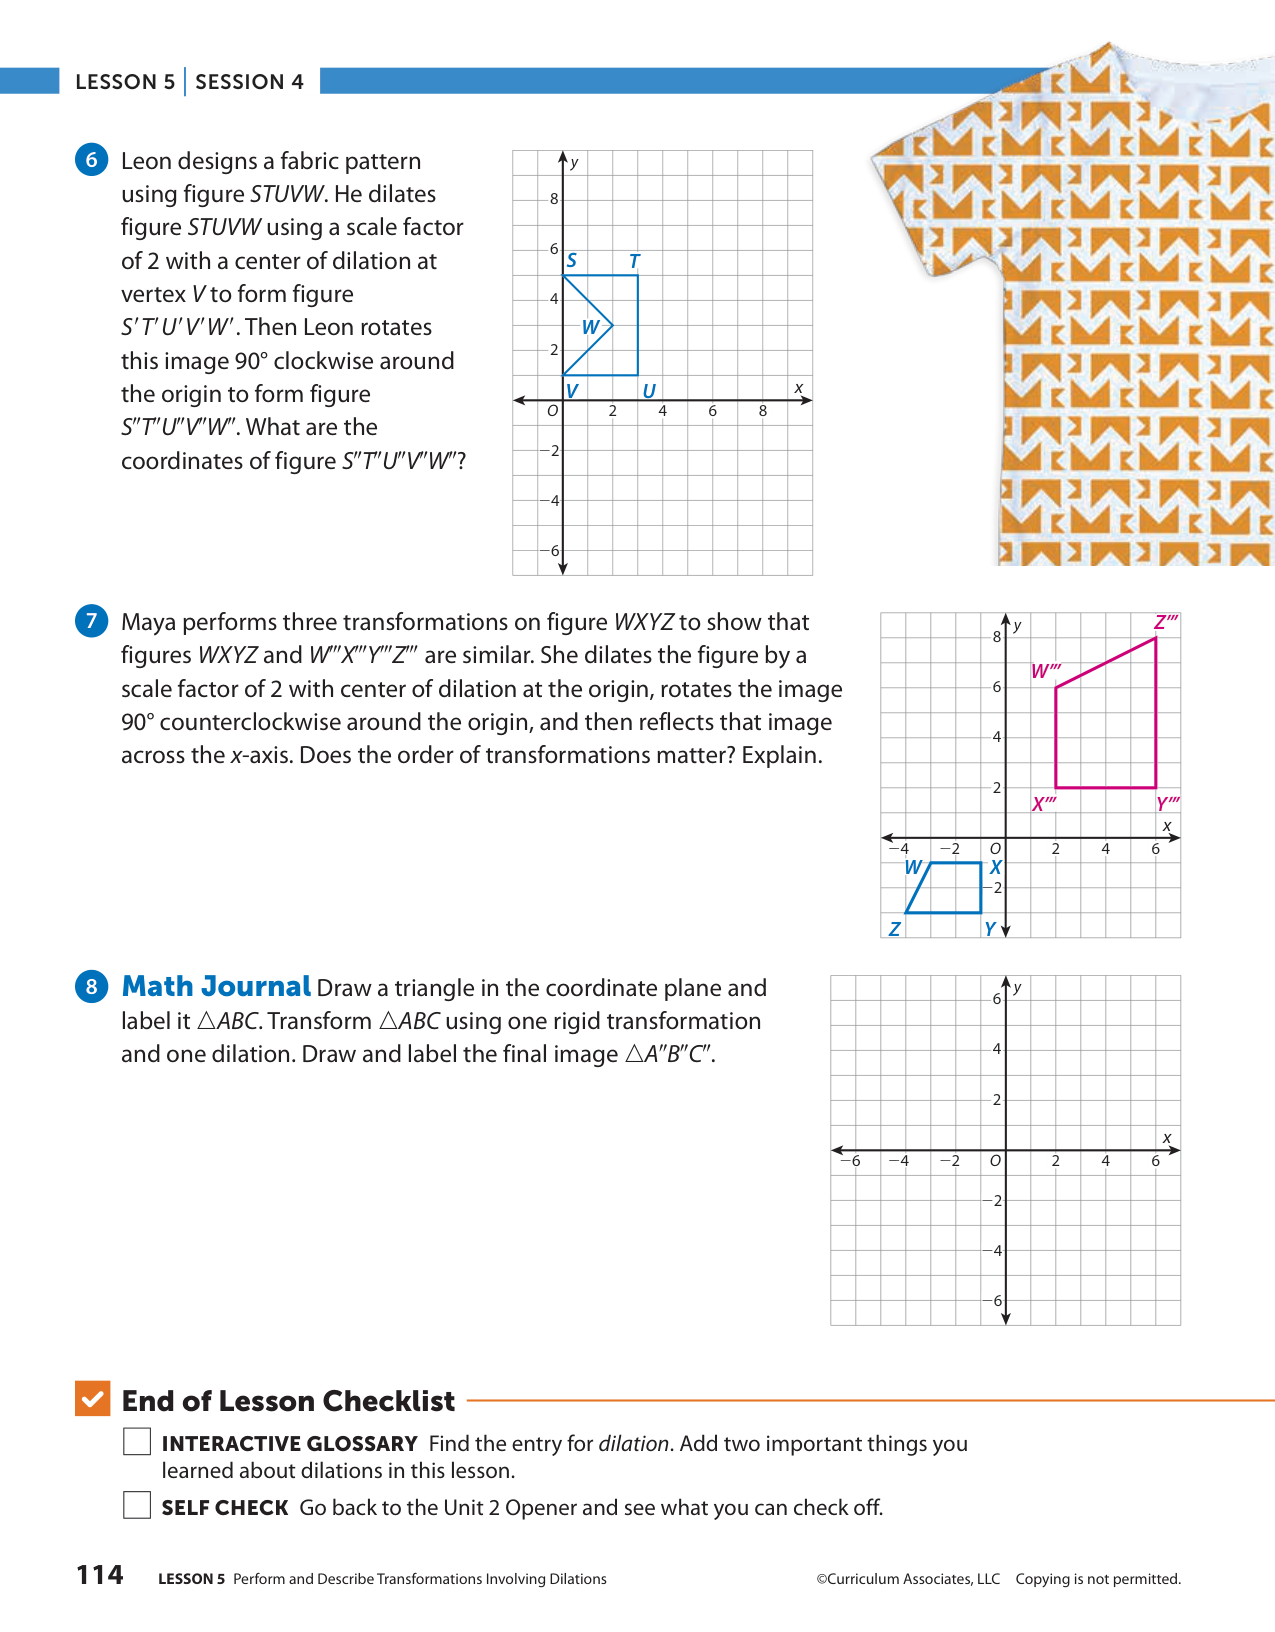 LESSON 5 | SESSION 4
6 Leon designs a fabric pattern
using figure STUVW. He dilates
figure STUVW using a scale factor
of 2 with a center of dilation at
vertex V to form figure
S′T′U′V′W′. Then Leon rotates
this image 90° clockwise around
the origin to form figure
S″T″U″V″W″. What are the
coordinates of figure S″T″U″V″W″?
y
8
6
S T
4
W
2
V U x
O 2 4 6 8
−2
−4
−6
7 Maya performs three transformations on figure WXYZ to show that
figures WXYZ and W‴X‴Y‴Z‴ are similar. She dilates the figure by a
scale factor of 2 with center of dilation at the origin, rotates the image
90° counterclockwise around the origin, and then reflects that image
across the x-axis. Does the order of transformations matter? Explain.
y Z‴
8
W‴
6
4
2
X‴ Y‴
x
−4 −2 O 2 4 6
W X
−2
Z Y
8 Math Journal Draw a triangle in the coordinate plane and
label it △ABC. Transform △ABC using one rigid transformation
and one dilation. Draw and label the final image △A″B″C″.
y
6
4
2
x
−6 −4 −2 O 2 4 6
−2
−4
−6
End of Lesson Checklist
INTERACTIVE GLOSSARY Find the entry for dilation. Add two important things you
learned about dilations in this lesson.
SELF CHECK Go back to the Unit 2 Opener and see what you can check off.
114 LESSON 5 Perform and Describe Transformations Involving Dilations ©Curriculum Associates, LLC Copying is not permitted.